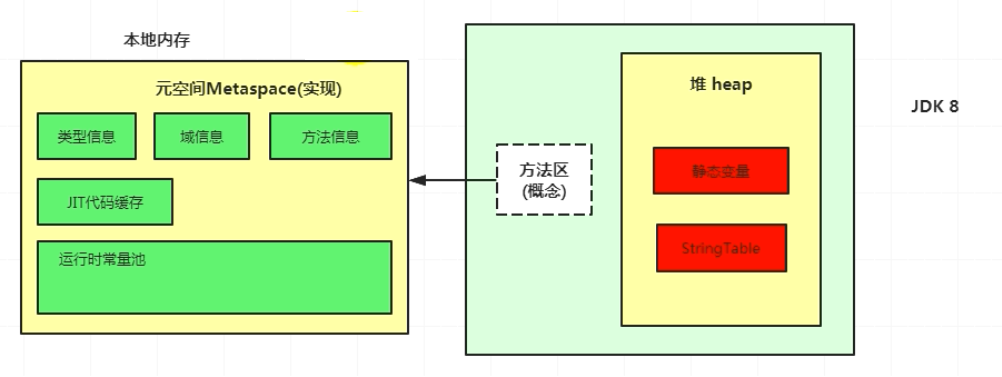 本地内存
元空间Metaspace(实现)
类型信息
域信息
方法信息
JIT代码缓存
运行时常量池
方法区
(概念)
堆 heap
静态变量
StringTable
JDK 8